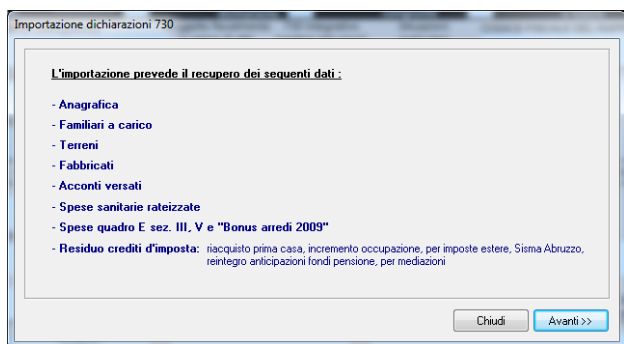 Importazione dichiarazioni 730
L'importazione prevede il recupero dei seguenti dati :
- Anagrafica
- Familiari a carico
- Terreni
- Fabbricati
- Acconti versati
- Spese sanitarie rateizzate
- Spese quadro E sez. III, V e "Bonus arredi 2009"
- Residuo crediti d'imposta: riacquisto prima casa, incremento occupazione, per imposte estere, Sisma Abruzzo,
reintegro anticipazioni fondi pensione, per mediazioni
Chiudi
Avanti >>